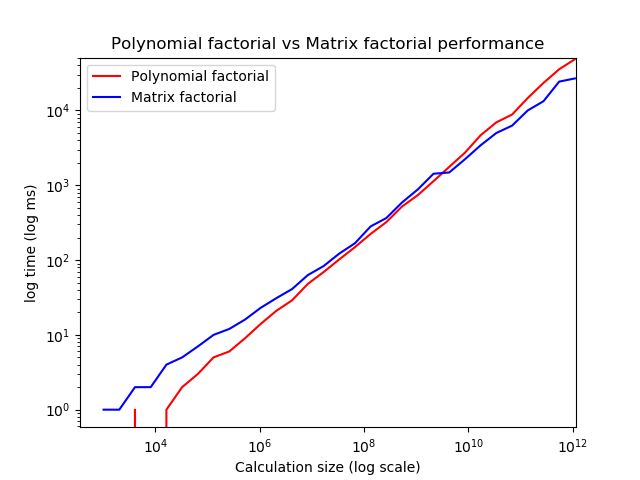 Polynomial factorial vs Matrix factorial performance
Polynomial factorial
Matrix factorial
log time (log ms)
10⁴
10³
10²
10¹
10⁰
10⁴ 10⁶ 10⁸ 10¹⁰ 10¹²
Calculation size (log scale)